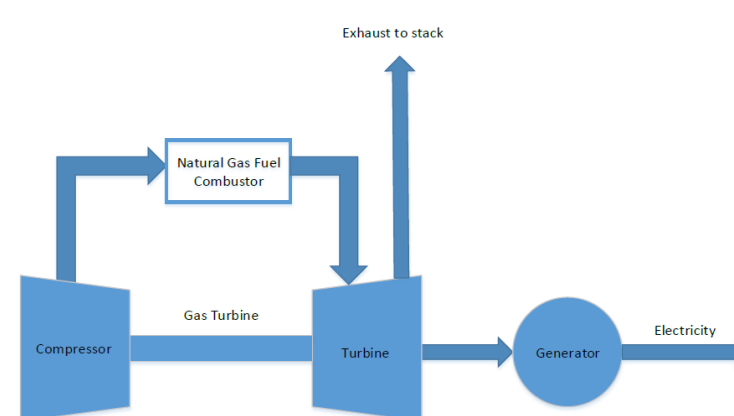 Exhaust to stack
Natural Gas Fuel
Combustor
Gas Turbine
Compressor
Turbine
Generator
Electricity